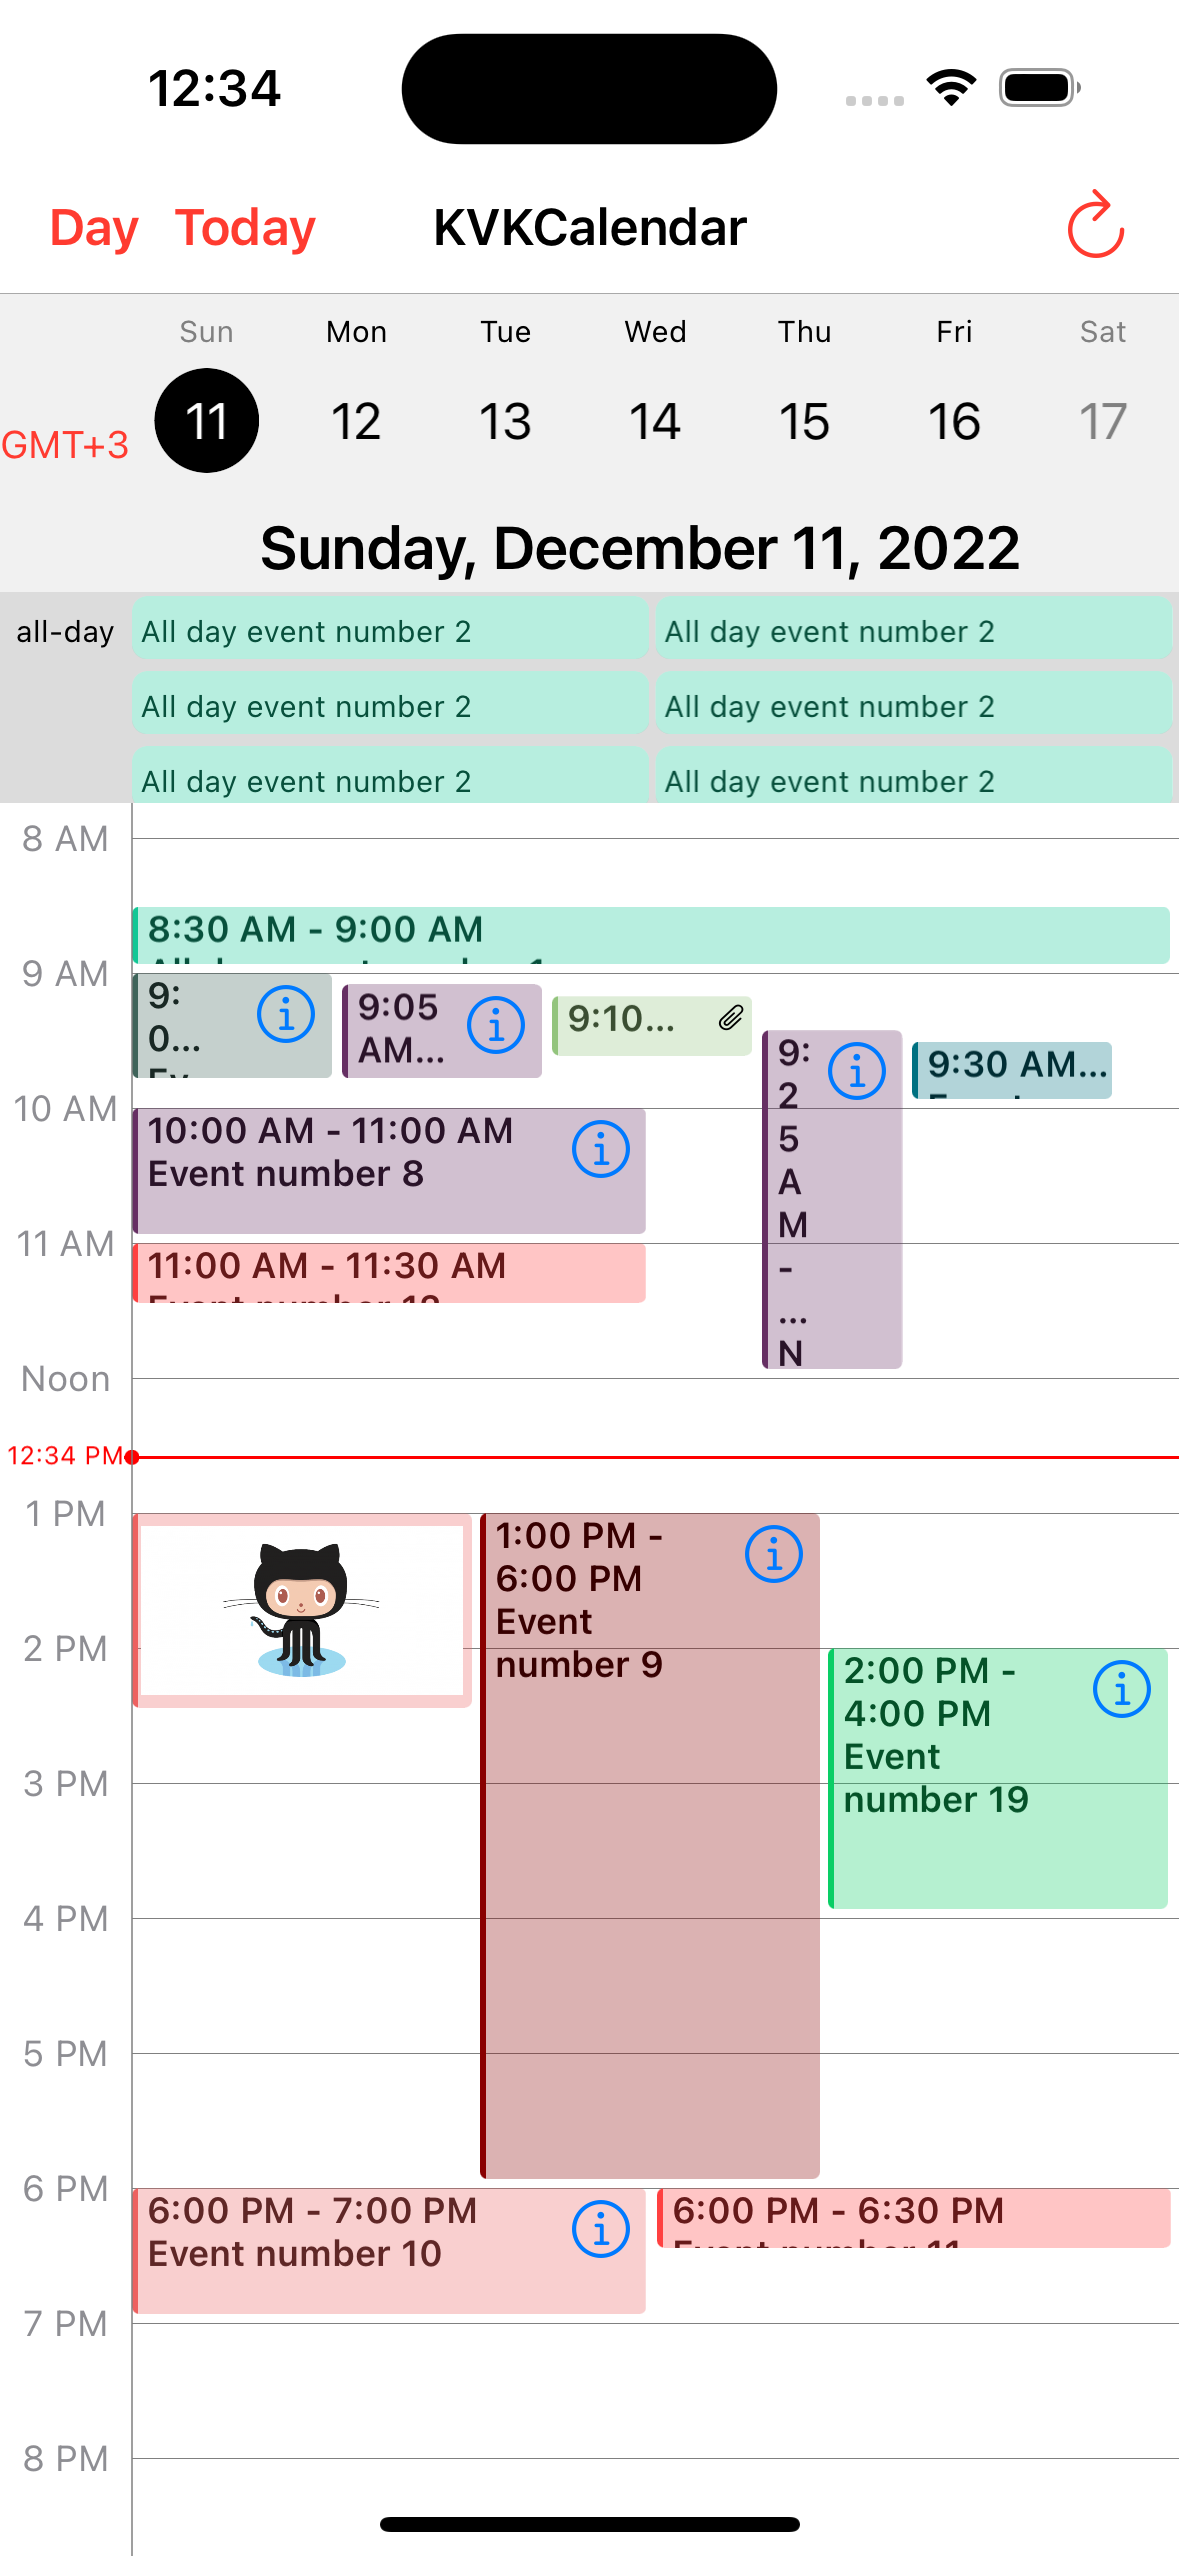 12:34
Day Today KVKCalendar
Sun Mon Tue Wed Thu Fri Sat
GMT+3 11 12 13 14 15 16 17
Sunday, December 11, 2022
all-day All day event number 2 All day event number 2
All day event number 2 All day event number 2
All day event number 2 All day event number 2
8 AM
8:30 AM - 9:00 AM
9 AM
9:
0...
9:05
AM...
9:10...
9:
2
5
A
M
-
...
N
9:30 AM...
10 AM
10:00 AM - 11:00 AM
Event number 8
11 AM
11:00 AM - 11:30 AM
Event number 12
Noon
12:34 PM
1 PM
1:00 PM -
6:00 PM
Event
number 9
2 PM
2:00 PM -
4:00 PM
Event
number 19
3 PM
4 PM
5 PM
6 PM
6:00 PM - 7:00 PM
Event number 10
6:00 PM - 6:30 PM
Event number 11
7 PM
8 PM